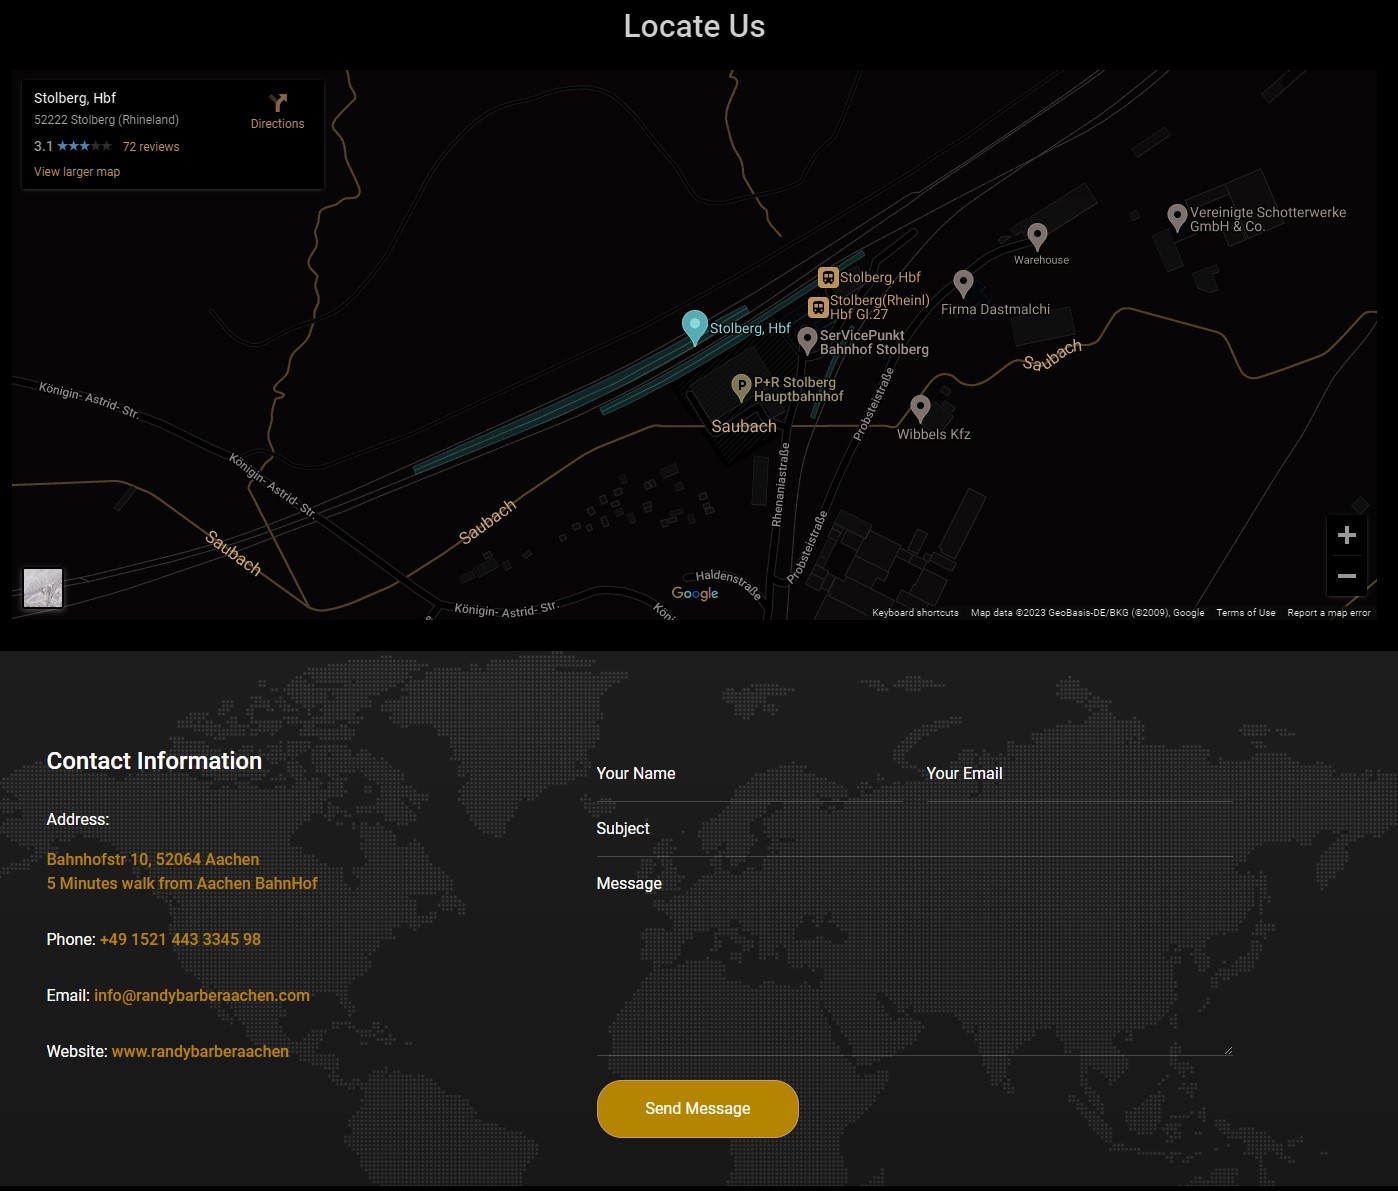 Locate Us
Stolberg, Hbf
52222 Stolberg (Rhineland)
Directions
3.1 72 reviews
View larger map
Vereinigte Schotterwerke
GmbH & Co.
Warehouse
Stolberg, Hbf
Stolberg(Rheinl)
Hbf Gl.27
Firma Dastmalchi
Stolberg, Hbf
SerVicePunkt
Bahnhof Stolberg
Saubach
P
P+R Stolberg
Hauptbahnhof
Königin- Astrid- Str.
Probsteistraße
Saubach
Wibbels Kfz
Königin- Astrid- Str.
Rhenaniastraße
Saubach
Saubach
Probsteistraße
Haldenstraße
Google
Königin- Astrid- Str.
Köni
Keyboard shortcuts Map data ©2023 GeoBasis-DE/BKG (©2009), Google Terms of Use Report a map error
Contact Information
Address:
Bahnhofstr 10, 52064 Aachen
5 Minutes walk from Aachen BahnHof
Phone: +49 1521 443 3345 98
Email: info@randybarberaachen.com
Website: www.randybarberaachen
Your Name
Your Email
Subject
Message
Send Message